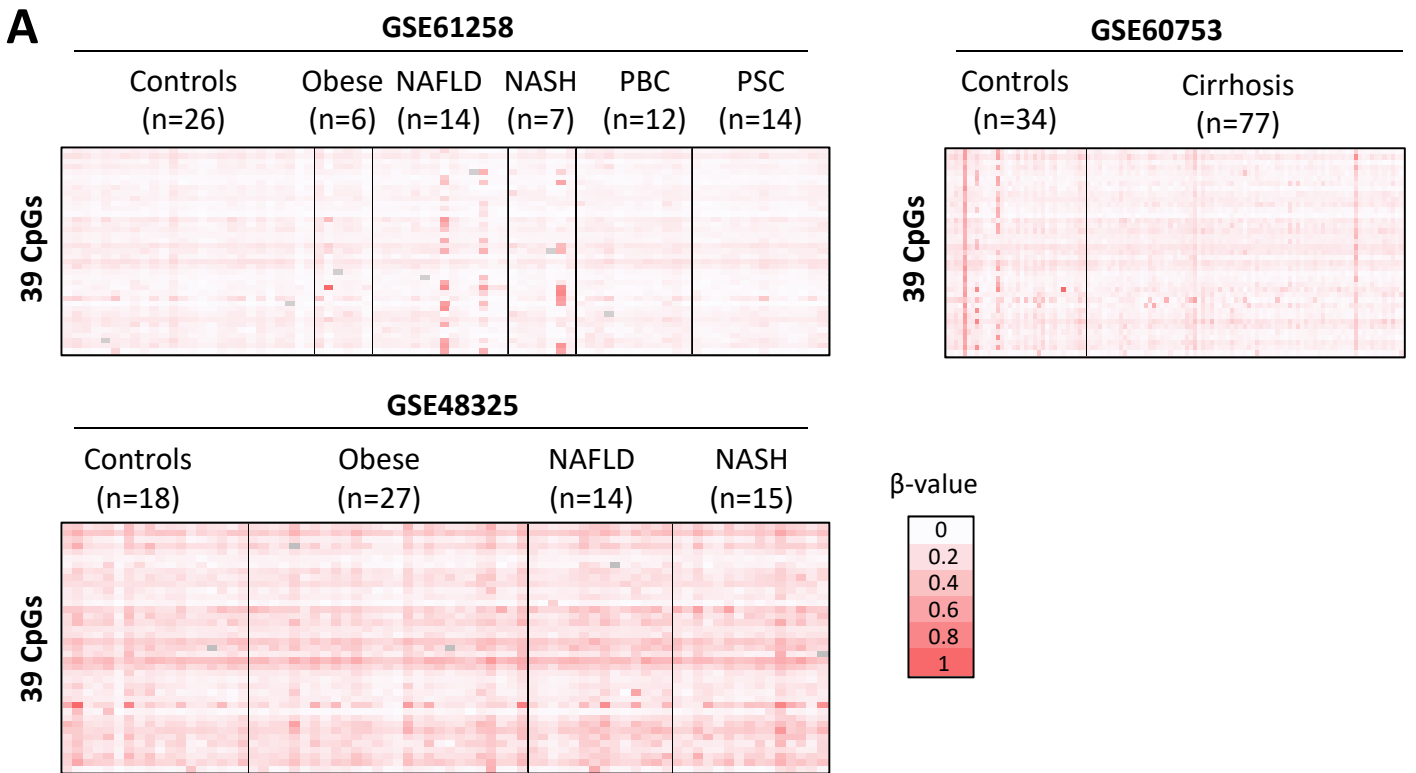 A
GSE61258
Controls
(n=26)
Obese
(n=6)
NAFLD
(n=14)
NASH
(n=7)
PBC
(n=12)
PSC
(n=14)
39 CpGs
GSE60753
Controls
(n=34)
Cirrhosis
(n=77)
39 CpGs
GSE48325
Controls
(n=18)
Obese
(n=27)
NAFLD
(n=14)
NASH
(n=15)
39 CpGs
β-value
0
0.2
0.4
0.6
0.8
1